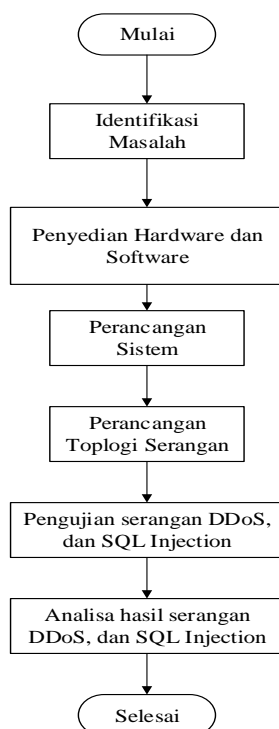 Mulai
Identifikasi
Masalah
Penyedian Hardware dan
Software
Perancangan
Sistem
Perancangan
Toplogi Serangan
Pengujian serangan DDoS,
dan SQL Injection
Analisa hasil serangan
DDoS, dan SQL Injection
Selesai